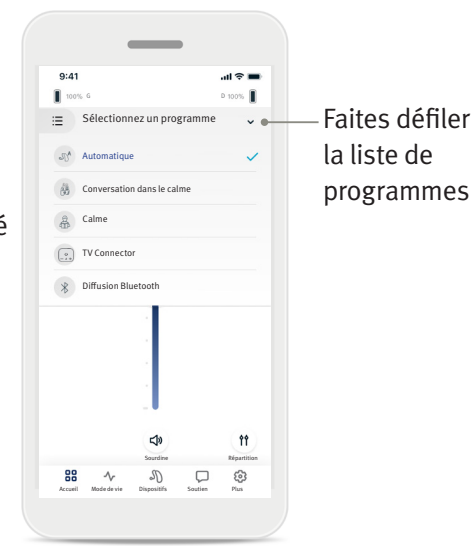 9:41
100% G
D 100%
Sélectionnez un programme
Automatique
Conversation dans le calme
Calme
TV Connector
Diffusion Bluetooth
Sourdine
Répartition
Accueil
Mode de vie
Dispositifs
Soutien
Plus
Faites défiler
la liste de
programmes
é